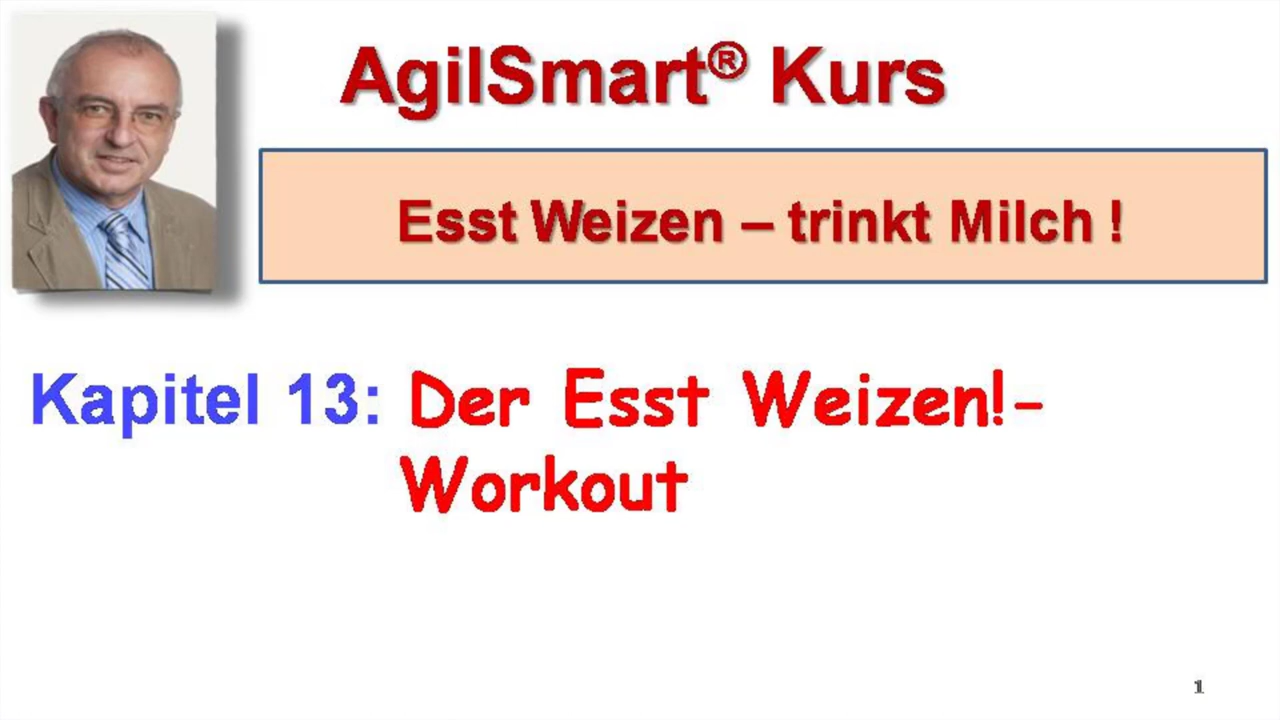 AgilSmart® Kurs
Esst Weizen – trinkt Milch !
Kapitel 13: Der Esst Weizen!-
Workout
1